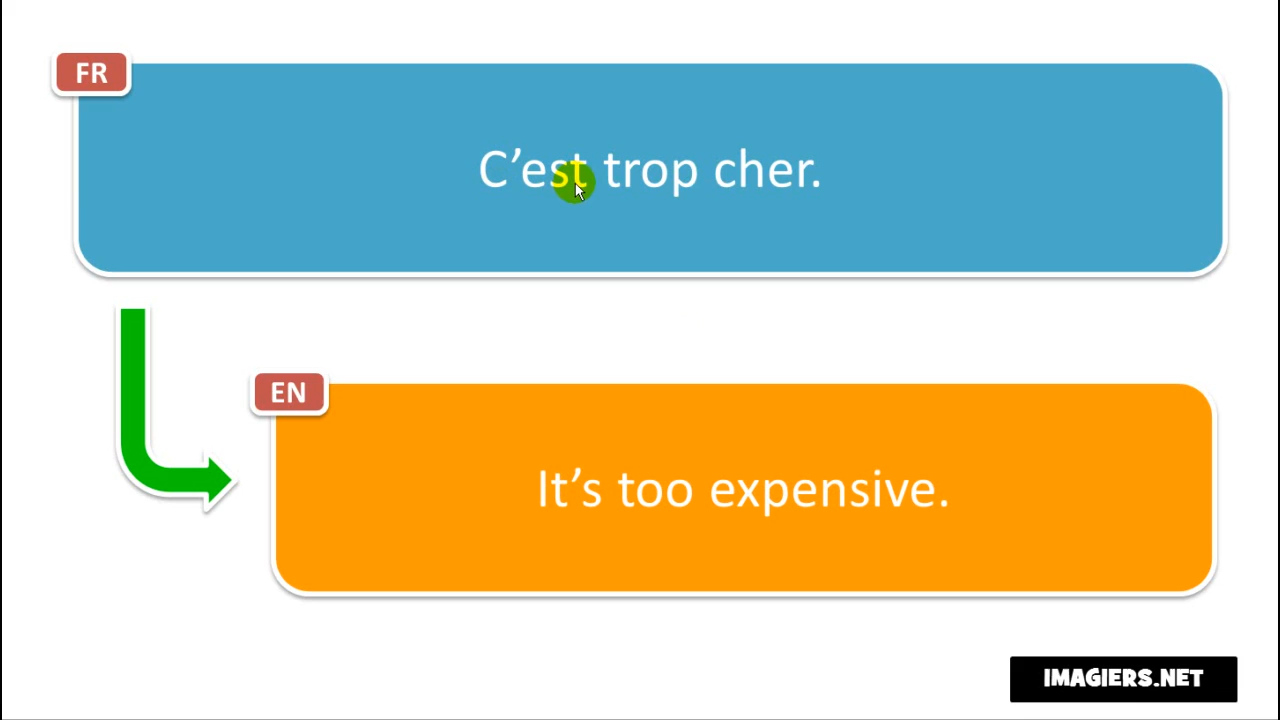 FR
C’est trop cher.
EN
It’s too expensive.
IMAGIERS.NET